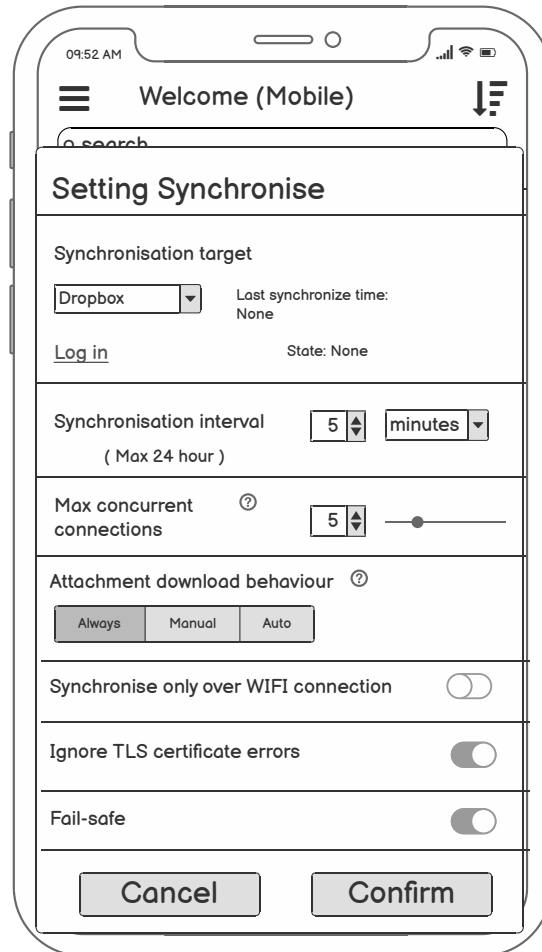 09:52 AM
Welcome (Mobile)
search
Setting Synchronise
Synchronisation target
Dropbox
Last synchronize time:
None
Log in
State: None
Synchronisation interval
5
minutes
( Max 24 hour )
Max concurrent
connections
?
5
Attachment download behaviour ?
Always Manual Auto
Synchronise only over WIFI connection
Ignore TLS certificate errors
Fail-safe
Cancel Confirm